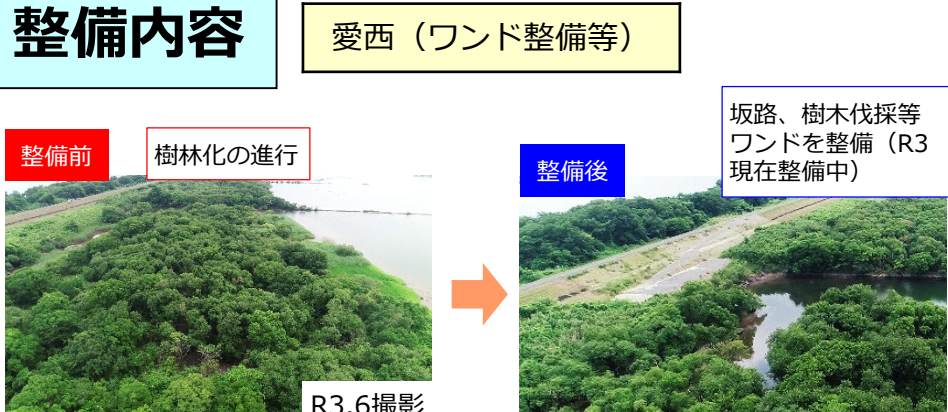 整備内容
愛西（ワンド整備等）
整備前
樹林化の進行
整備後
坂路、樹木伐採等
ワンドを整備（R3
現在整備中）
R3.6撮影